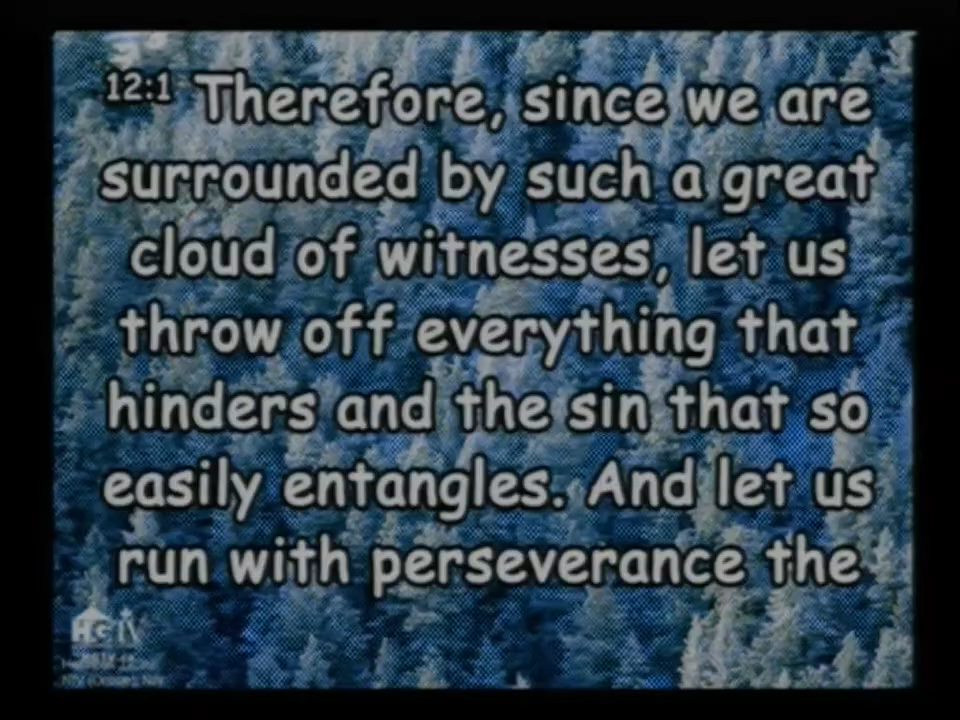 12:1 Therefore, since we are
surrounded by such a great
cloud of witnesses, let us
throw off everything that
hinders and the sin that so
easily entangles. And let us
run with perseverance the